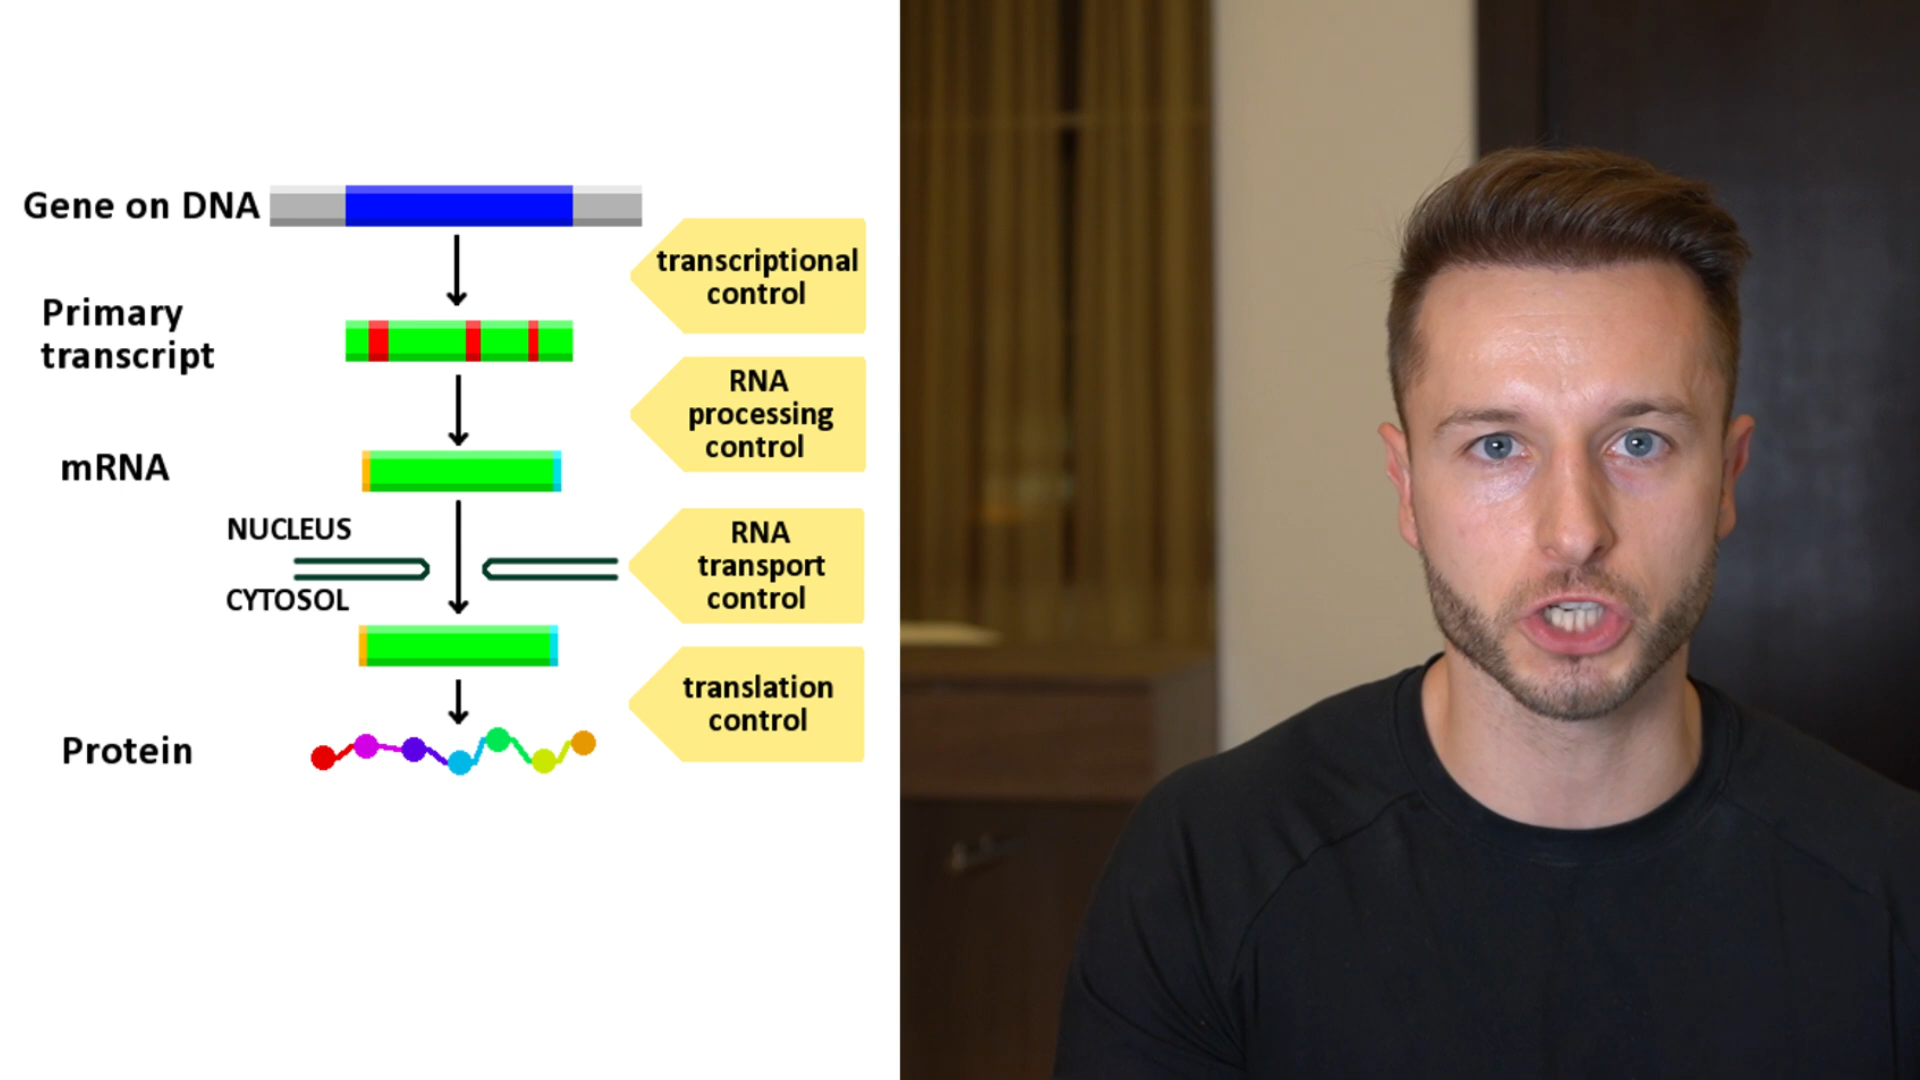 Gene on DNA
transcriptional
control
Primary
transcript
RNA
processing
control
mRNA
NUCLEUS
CYTOSOL
RNA
transport
control
translation
control
Protein